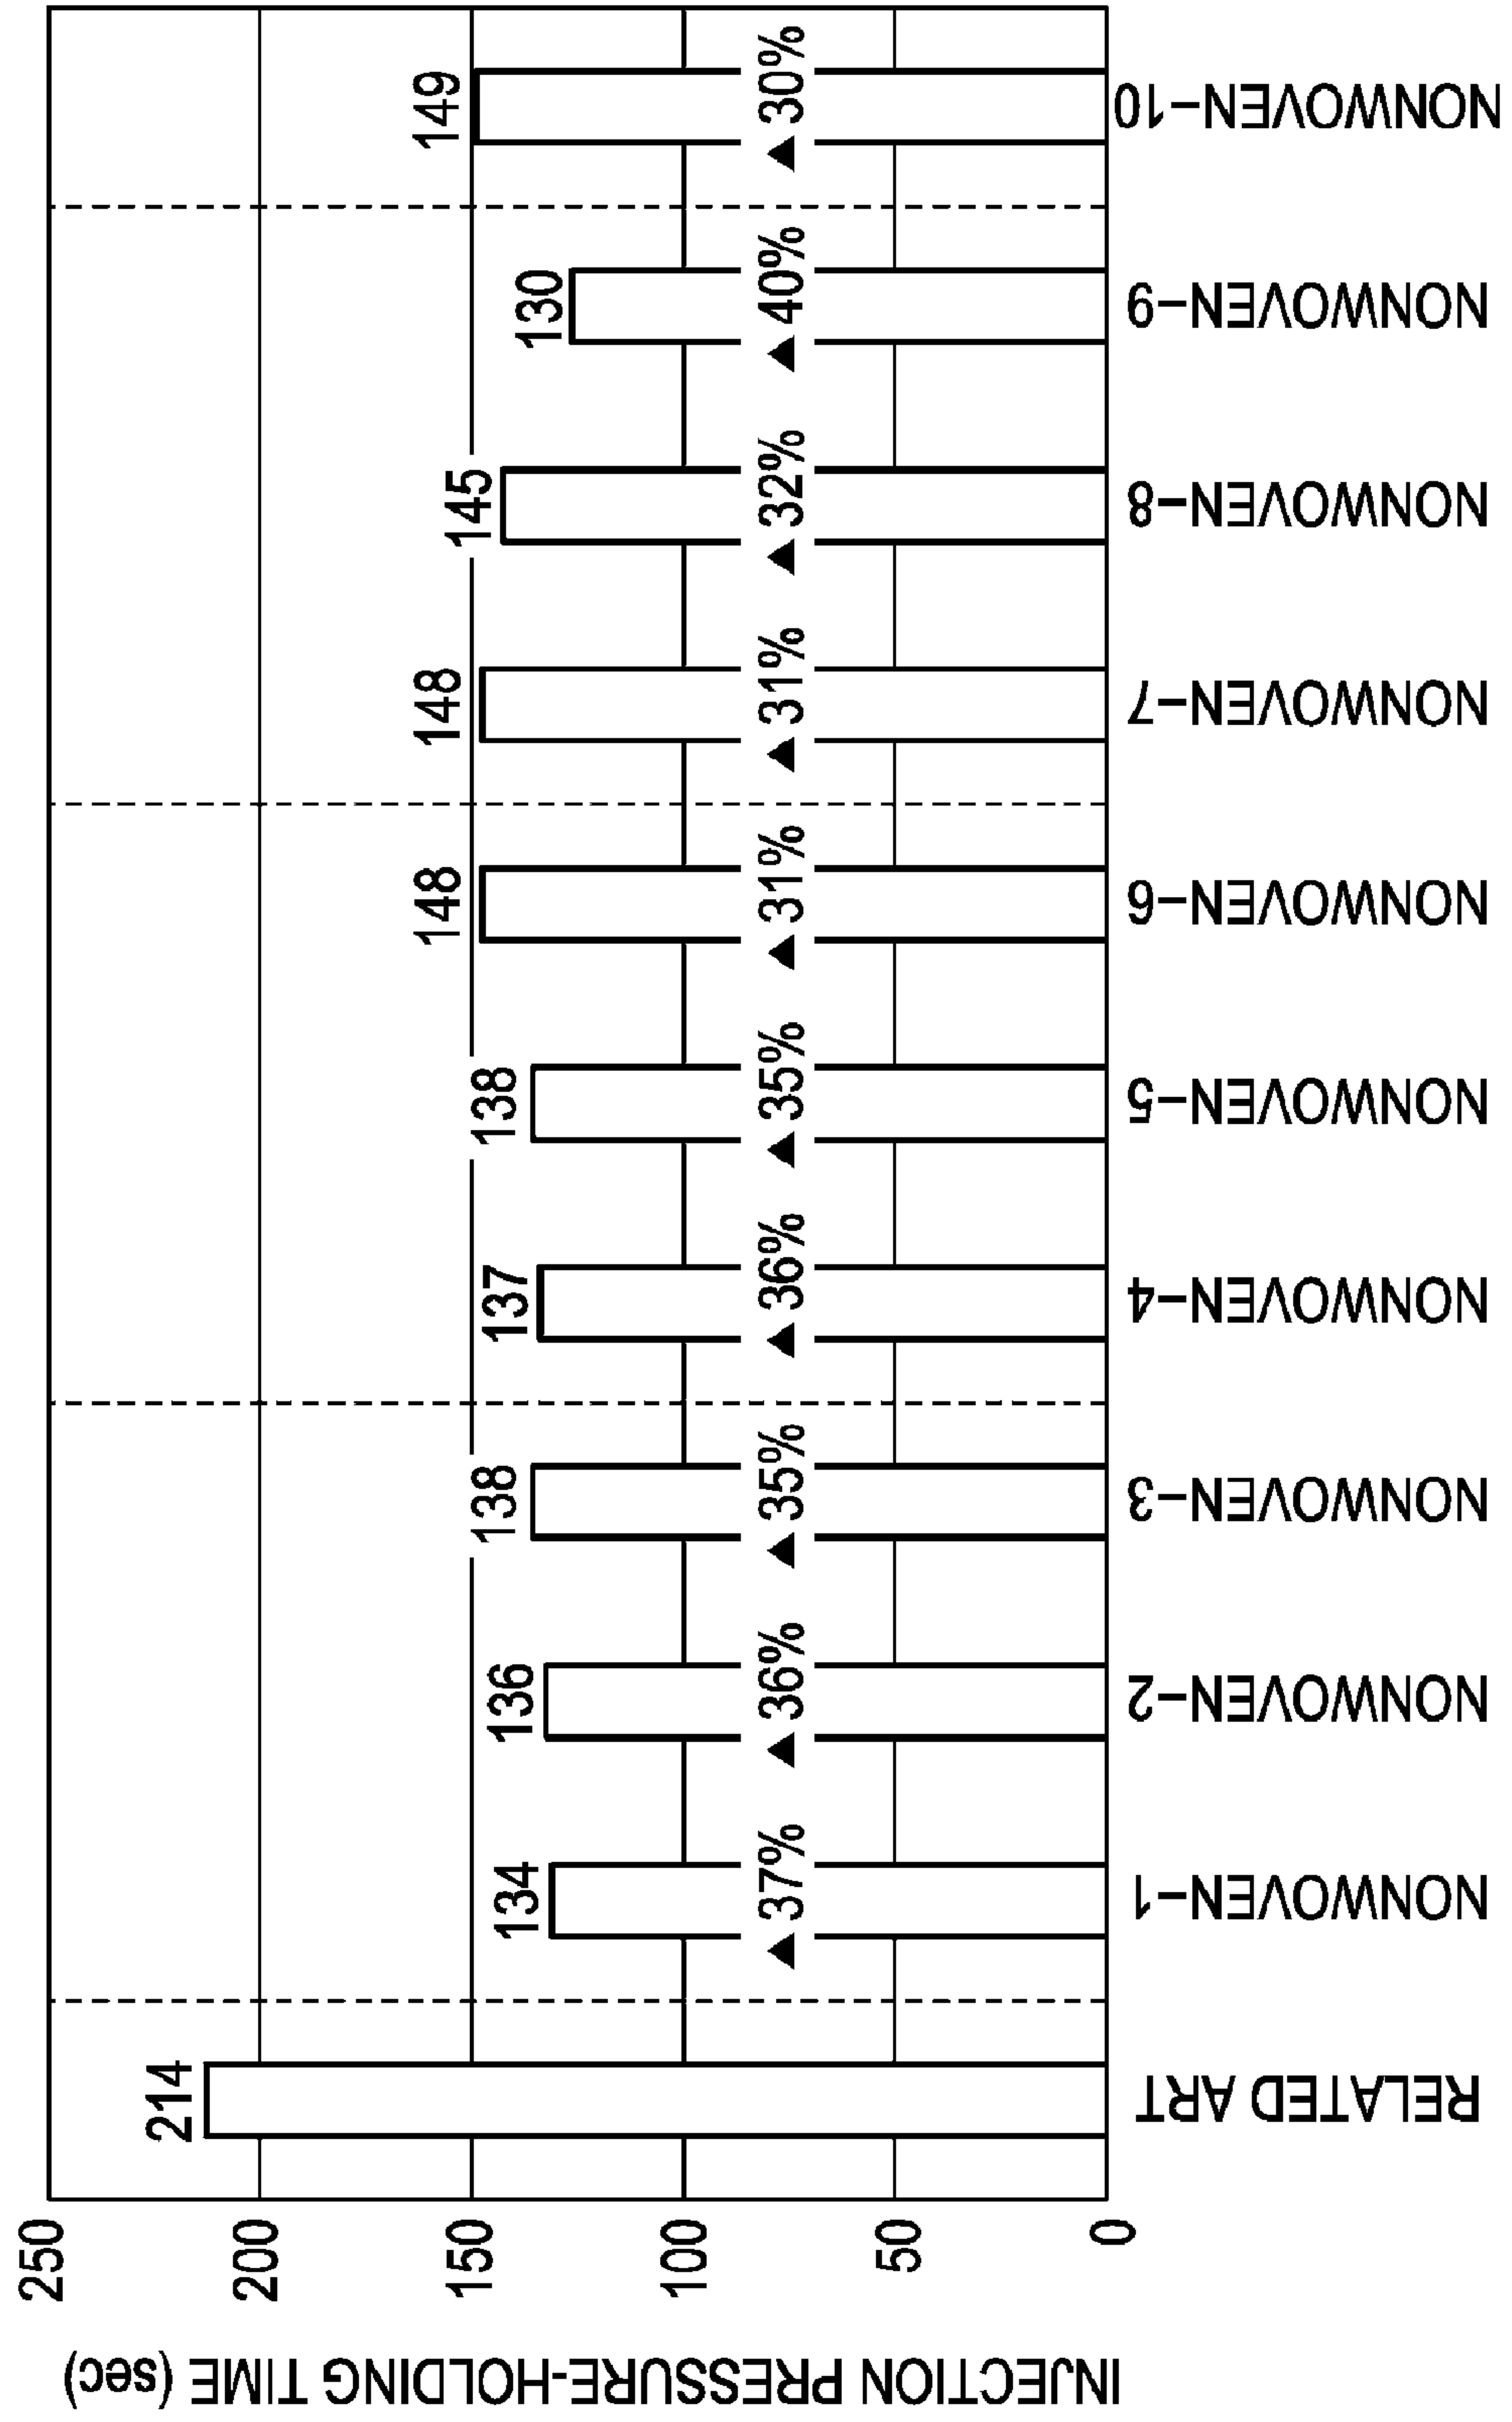 INJECTION PRESSURE-HOLDING TIME (sec)
250
200
150
100
50
0
214
134
136
138
137
138
148
148
145
130
149
▲37%
▲36%
▲35%
▲36%
▲35%
▲31%
▲31%
▲32%
▲40%
▲30%
RELATED ART
NONWOVEN-1
NONWOVEN-2
NONWOVEN-3
NONWOVEN-4
NONWOVEN-5
NONWOVEN-6
NONWOVEN-7
NONWOVEN-8
NONWOVEN-9
NONWOVEN-10